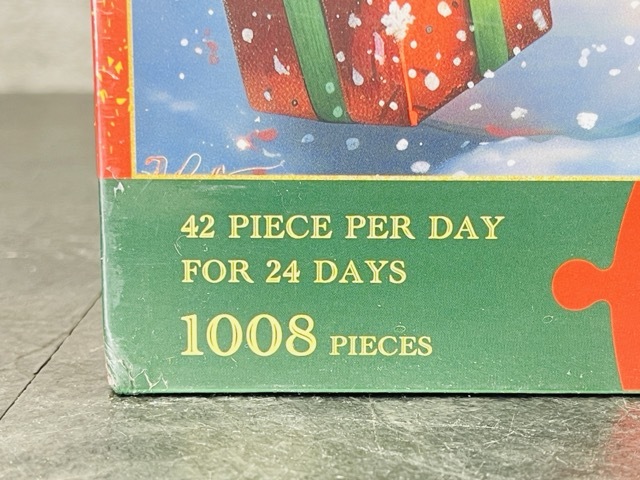 42 PIECE PER DAY
FOR 24 DAYS
1008 PIECES